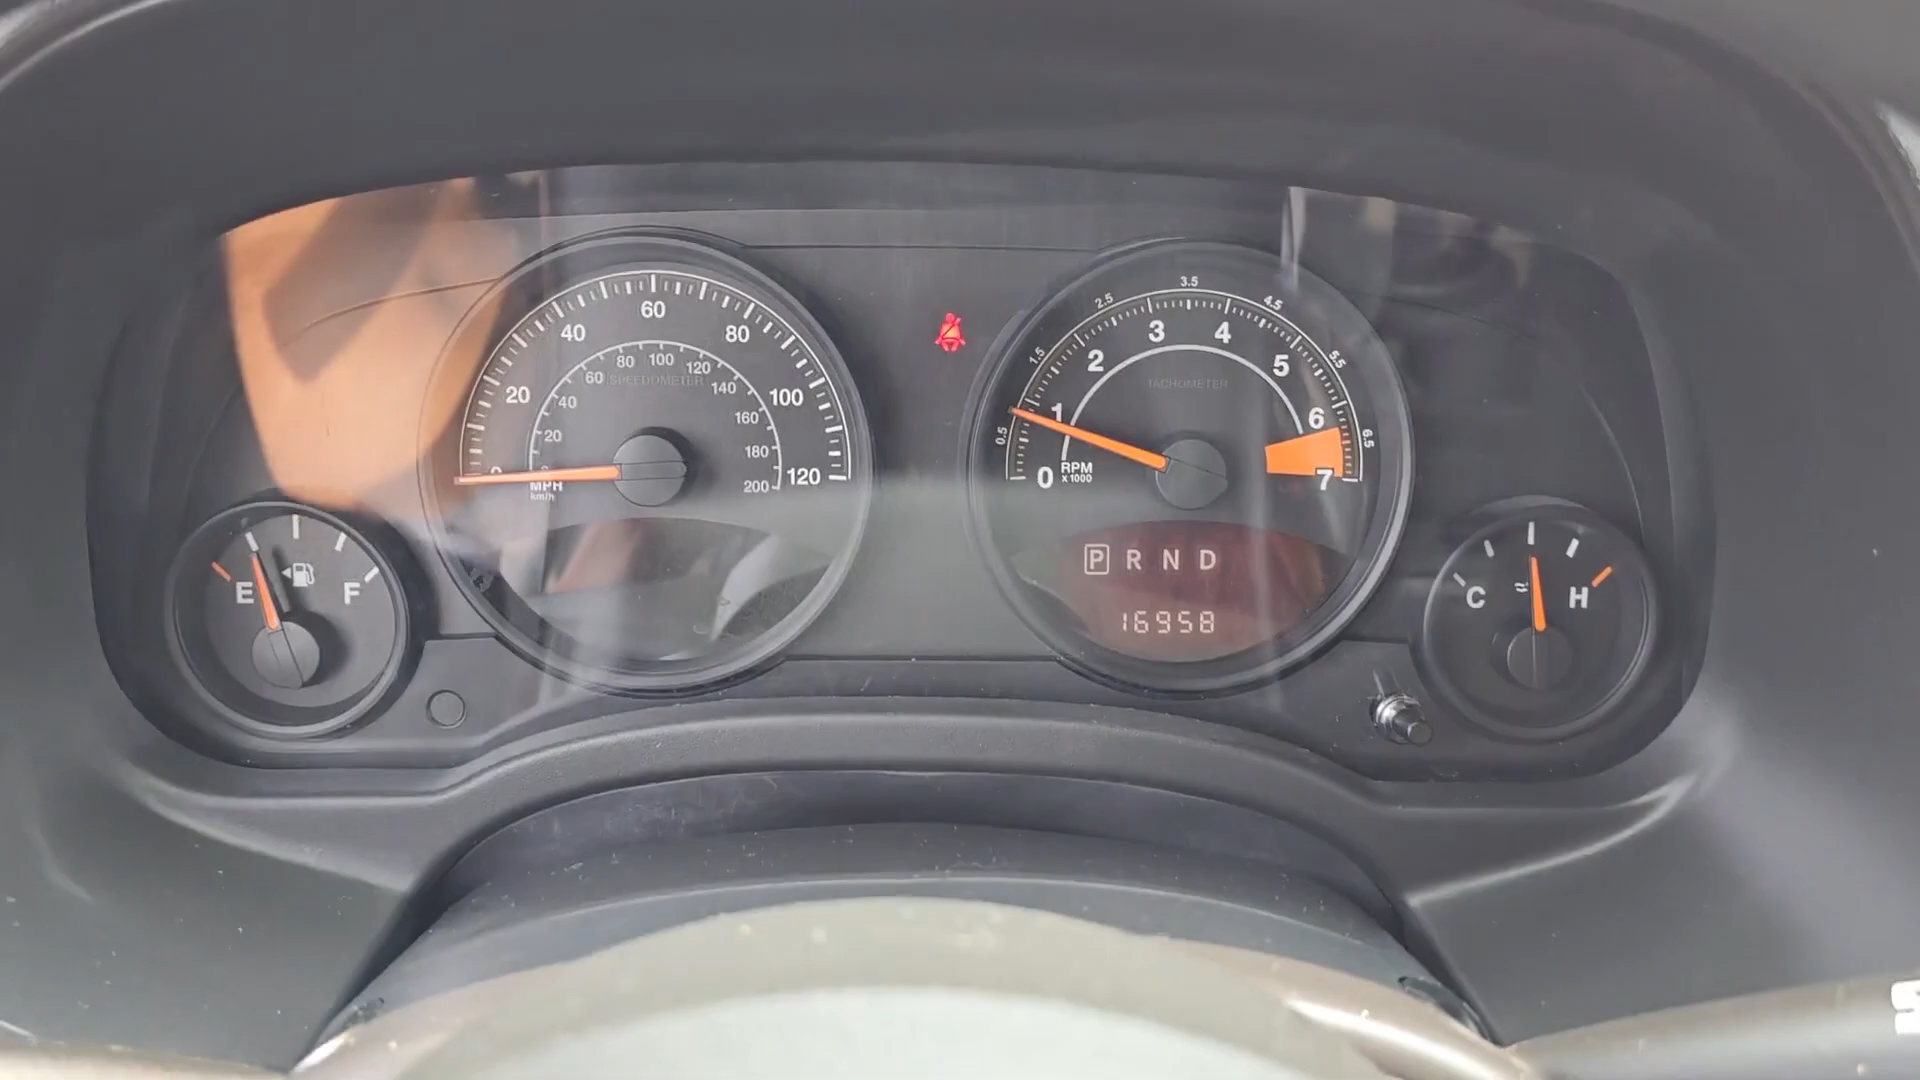 0 20 40 60 80 100 120
20 40 60 80 100 120 140 160 180 200
SPEEDOMETER
MPH
km/h
0 1 2 3 4 5 6 7
0.5 1.5 2.5 3.5 4.5 5.5 6.5
TACHOMETER
RPM
x 1000
P R N D
16958
E F
C H